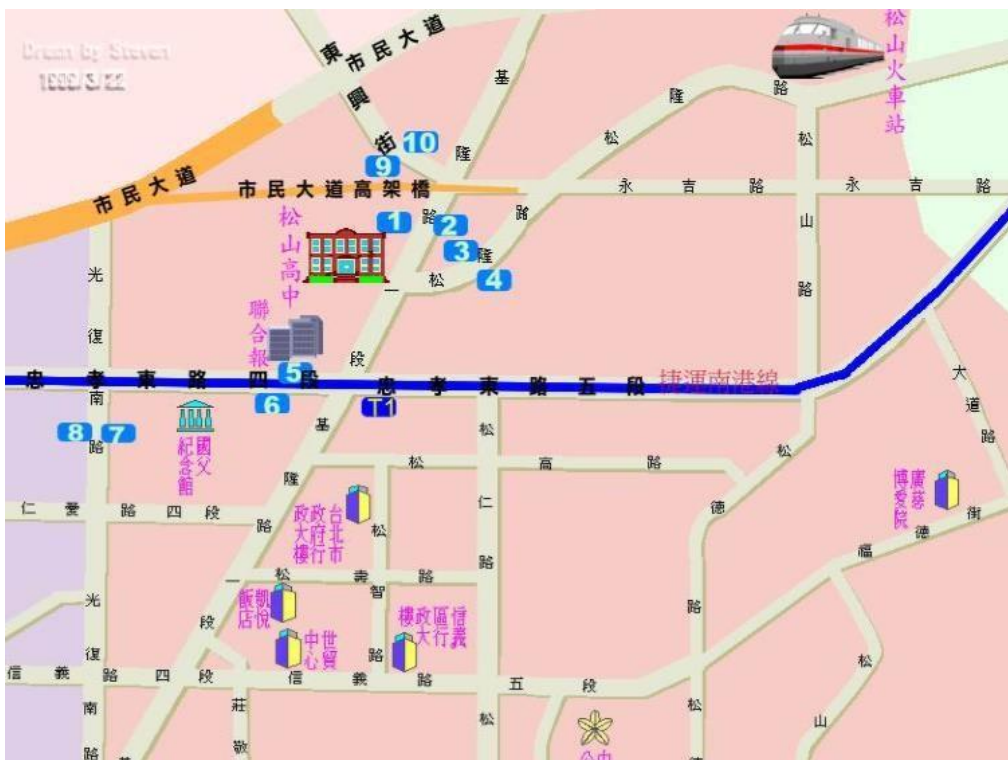 Drawn by Steven
1999/3/22
東興街
市民大道
基隆路一段
松隆路
松山火車站
松山路
10
9
市民大道
市民大道高架橋
永吉路
永吉路
1
2
3
4
松山高中
聯合報
光復南路
忠孝東路四段
5
忠孝東路五段
捷運南港線
6
T1
8
7
國父紀念館
基隆路一段
松高路
松仁路
松德路
大道路
廣慈博愛院
福德街
仁愛路四段
台北市政府行政大樓
松智路
松壽路
凱悅飯店
世貿中心
信義區行政大樓
光復南路
信義路四段
信義路五段
莊敬
基
松
松德
松山
中
公